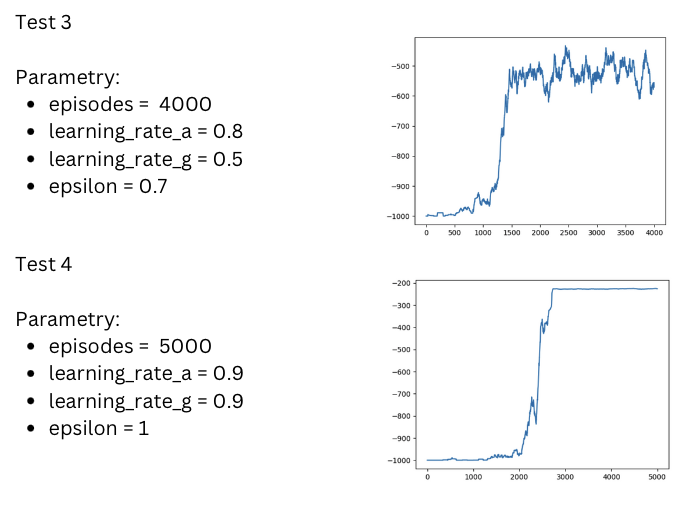 Test 3
Parametry:
• episodes = 4000
• learning_rate_a = 0.8
• learning_rate_g = 0.5
• epsilon = 0.7
−500
−600
−700
−800
−900
−1000
0 500 1000 1500 2000 2500 3000 3500 4000
Test 4
Parametry:
• episodes = 5000
• learning_rate_a = 0.9
• learning_rate_g = 0.9
• epsilon = 1
−200
−300
−400
−500
−600
−700
−800
−900
−1000
0 1000 2000 3000 4000 5000